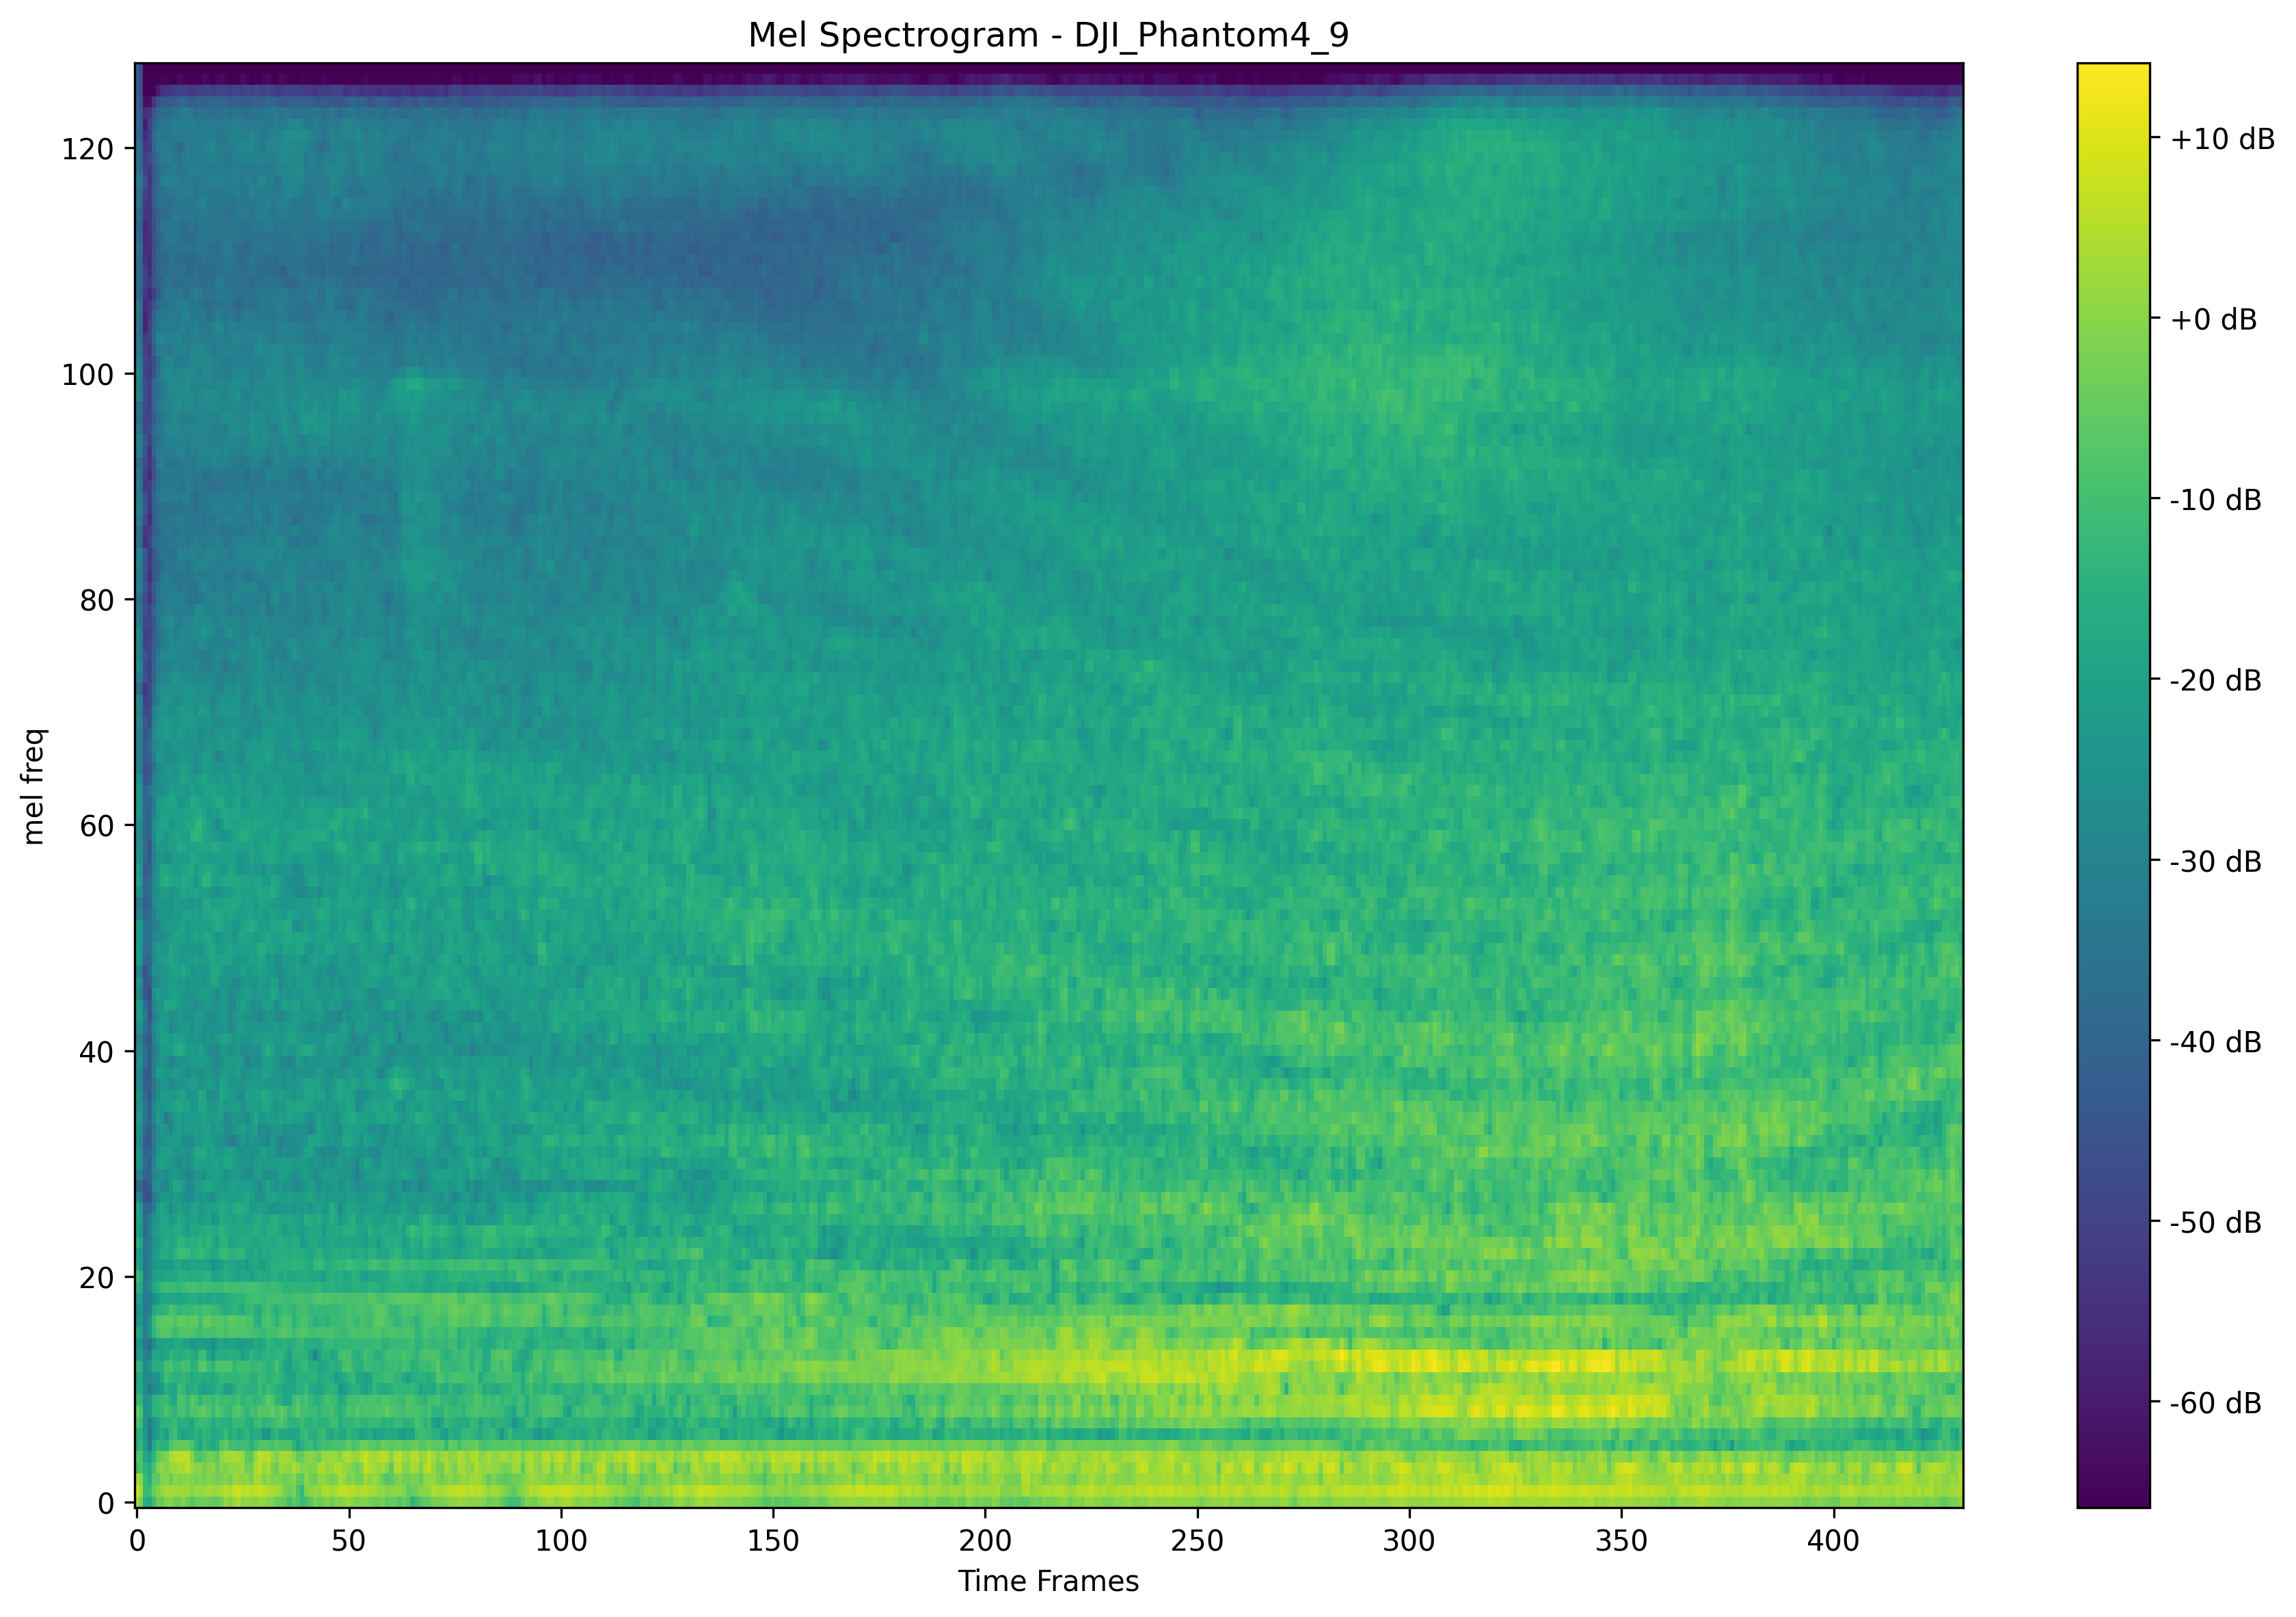 Mel Spectrogram - DJI_Phantom4_9
mel freq
120
100
80
60
40
20
0
0 50 100 150 200 250 300 350 400
Time Frames
+10 dB
+0 dB
-10 dB
-20 dB
-30 dB
-40 dB
-50 dB
-60 dB